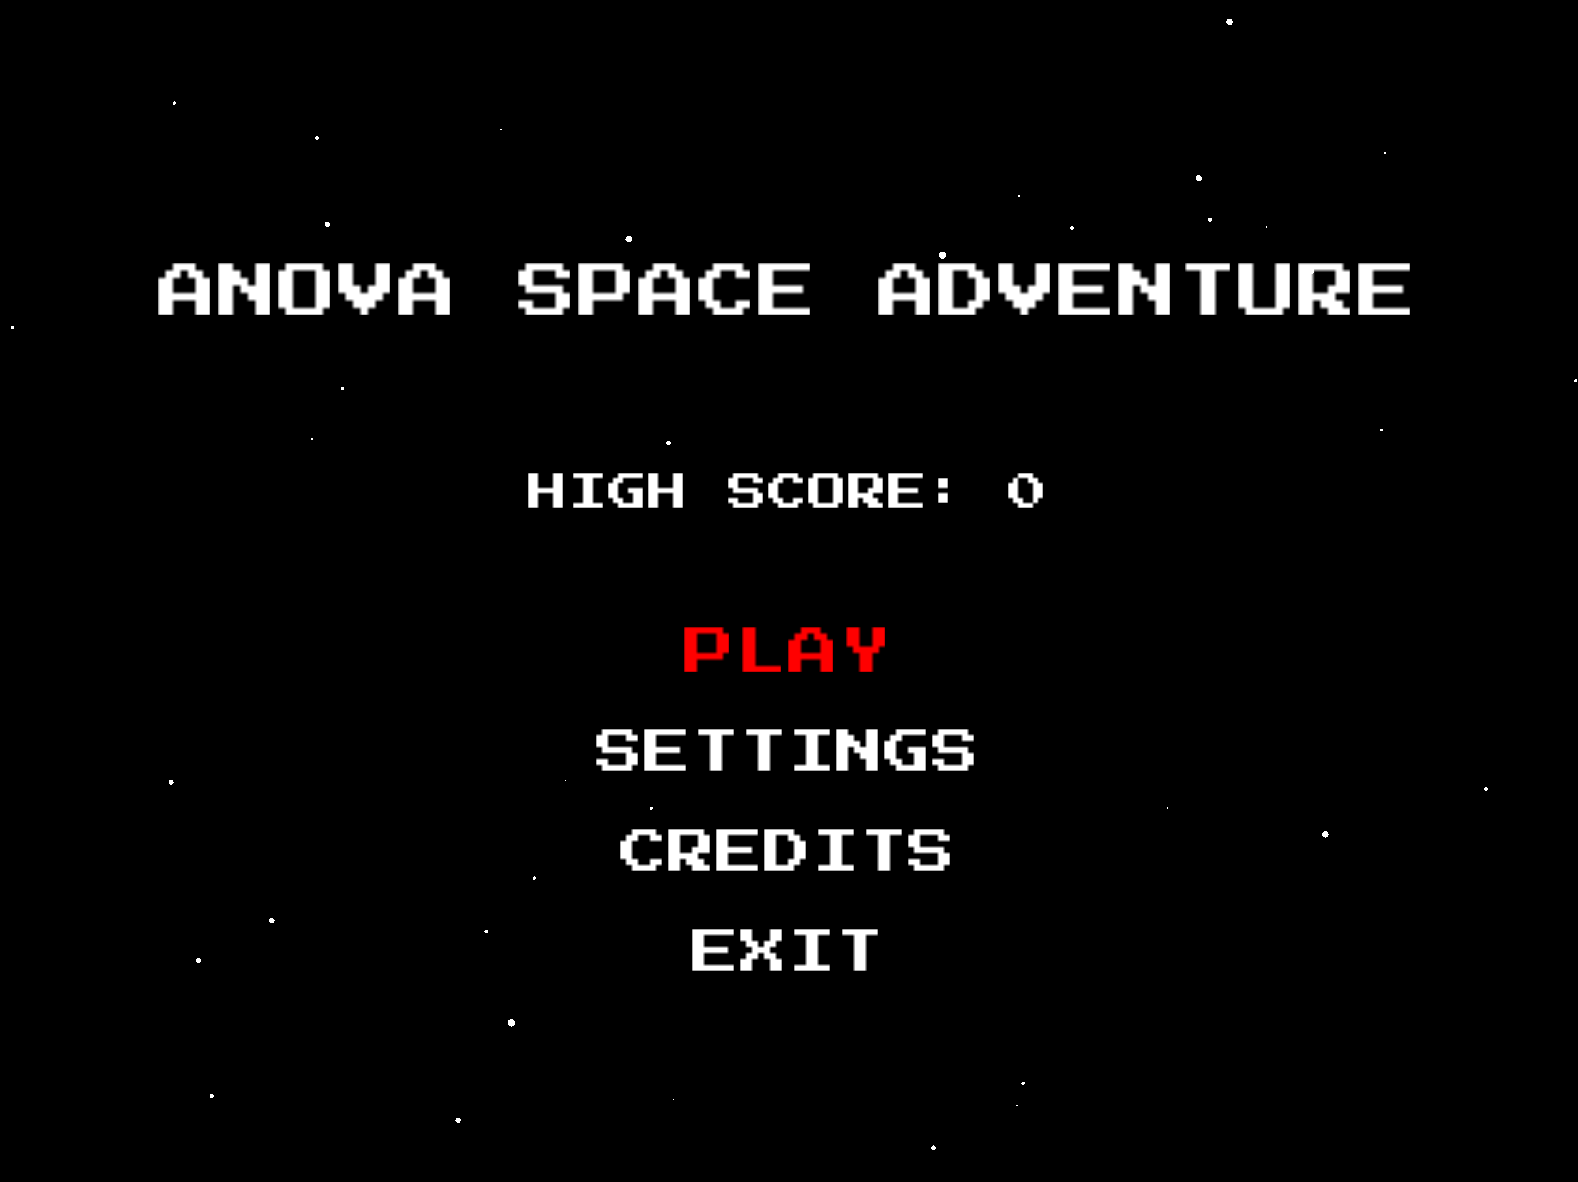 ANOVA SPACE ADVENTURE
HIGH SCORE: 0
PLAY
SETTINGS
CREDITS
EXIT